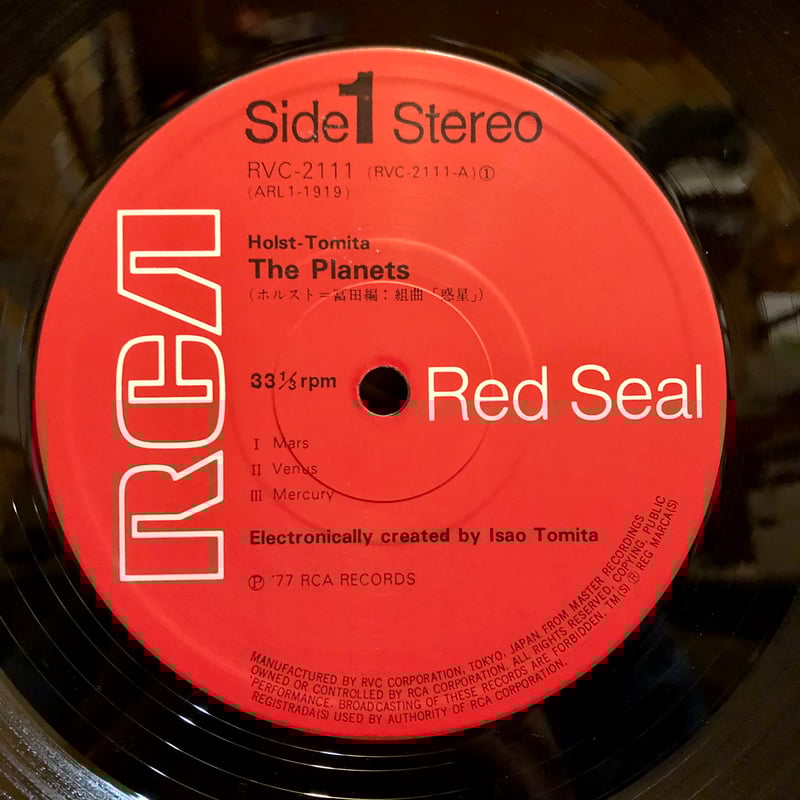 Side 1 Stereo
RVC-2111 (RVC-2111-A)①
(ARL1-1919)
Holst-Tomita
The Planets
(ホルスト=冨田編:組曲「惑星」)
RCA
33⅓ rpm
Red Seal
I Mars
II Venus
III Mercury
Electronically created by Isao Tomita
℗ '77 RCA RECORDS
MANUFACTURED BY RVC CORPORATION, TOKYO, JAPAN, FROM MASTER RECORDINGS
OWNED OR CONTROLLED BY RCA CORPORATION. ALL RIGHTS RESERVED, COPYING, PUBLIC
PERFORMANCE, BROADCASTING OF THESE RECORDS ARE FORBIDDEN. TM(S) ® REG MARCA(S)
REGISTRADA(S) USED BY AUTHORITY OF RCA CORPORATION.